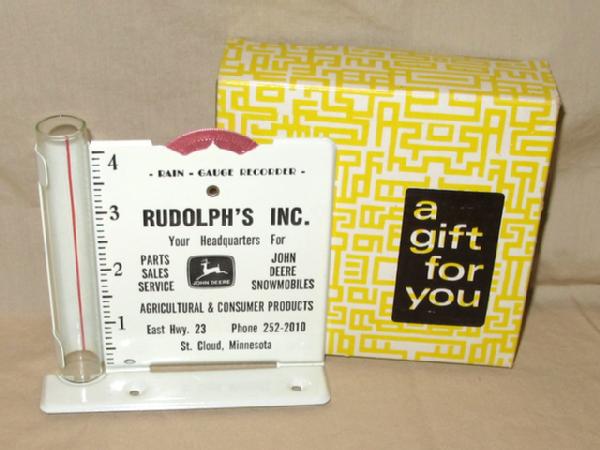 4
3
2
1
- RAIN - GAUGE RECORDER -
RUDOLPH'S INC.
Your Headquarters For
PARTS
SALES
SERVICE
JOHN DEERE
JOHN
DEERE
SNOWMOBILES
AGRICULTURAL & CONSUMER PRODUCTS
East Hwy. 23 Phone 252-2010
St. Cloud, Minnesota
a
gift
for
you